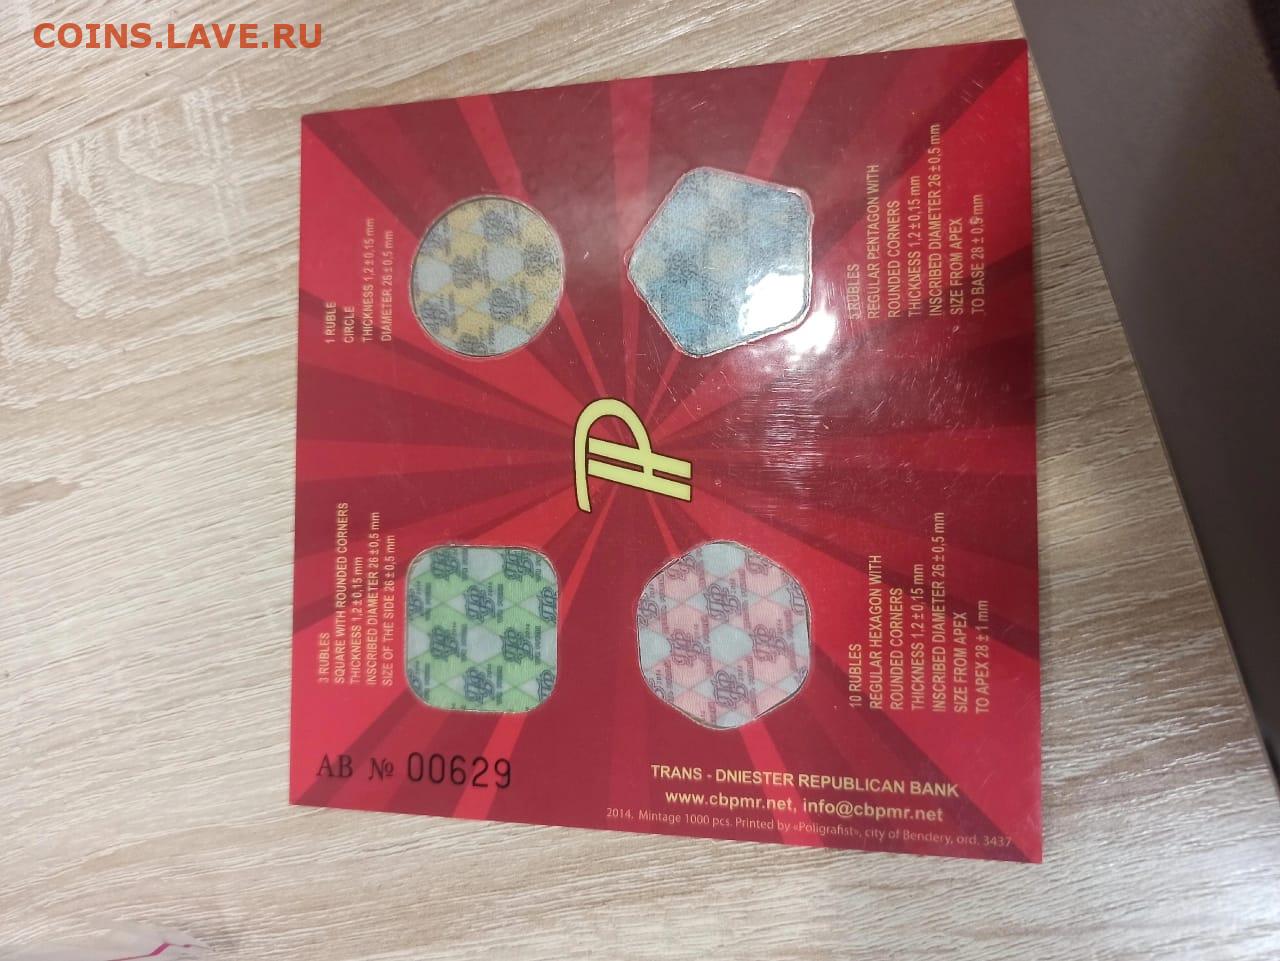 COINS.LAVE.RU
1 RUBLE
CIRCLE
THICKNESS 1,2±0,15 mm
DIAMETER 26±0,5 mm
5 RUBLES
REGULAR PENTAGON WITH
ROUNDED CORNERS
THICKNESS 1,2±0,15 mm
INSCRIBED DIAMETER 26±0,5 mm
SIZE FROM APEX
TO BASE 28±0,5 mm
3 RUBLES
SQUARE WITH ROUNDED CORNERS
THICKNESS 1,2±0,15 mm
INSCRIBED DIAMETER 26±0,5 mm
SIZE OF THE SIDE 26±0,5 mm
10 RUBLES
REGULAR HEXAGON WITH
ROUNDED CORNERS
THICKNESS 1,2±0,15 mm
INSCRIBED DIAMETER 26±0,5 mm
SIZE FROM APEX
TO APEX 28±1 mm
AB № 00629
TRANS - DNIESTER REPUBLICAN BANK
www.cbpmr.net, info@cbpmr.net
2014. Mintage 1000 pcs. Printed by «Poligrafist», city of Bendery, ord. 3437